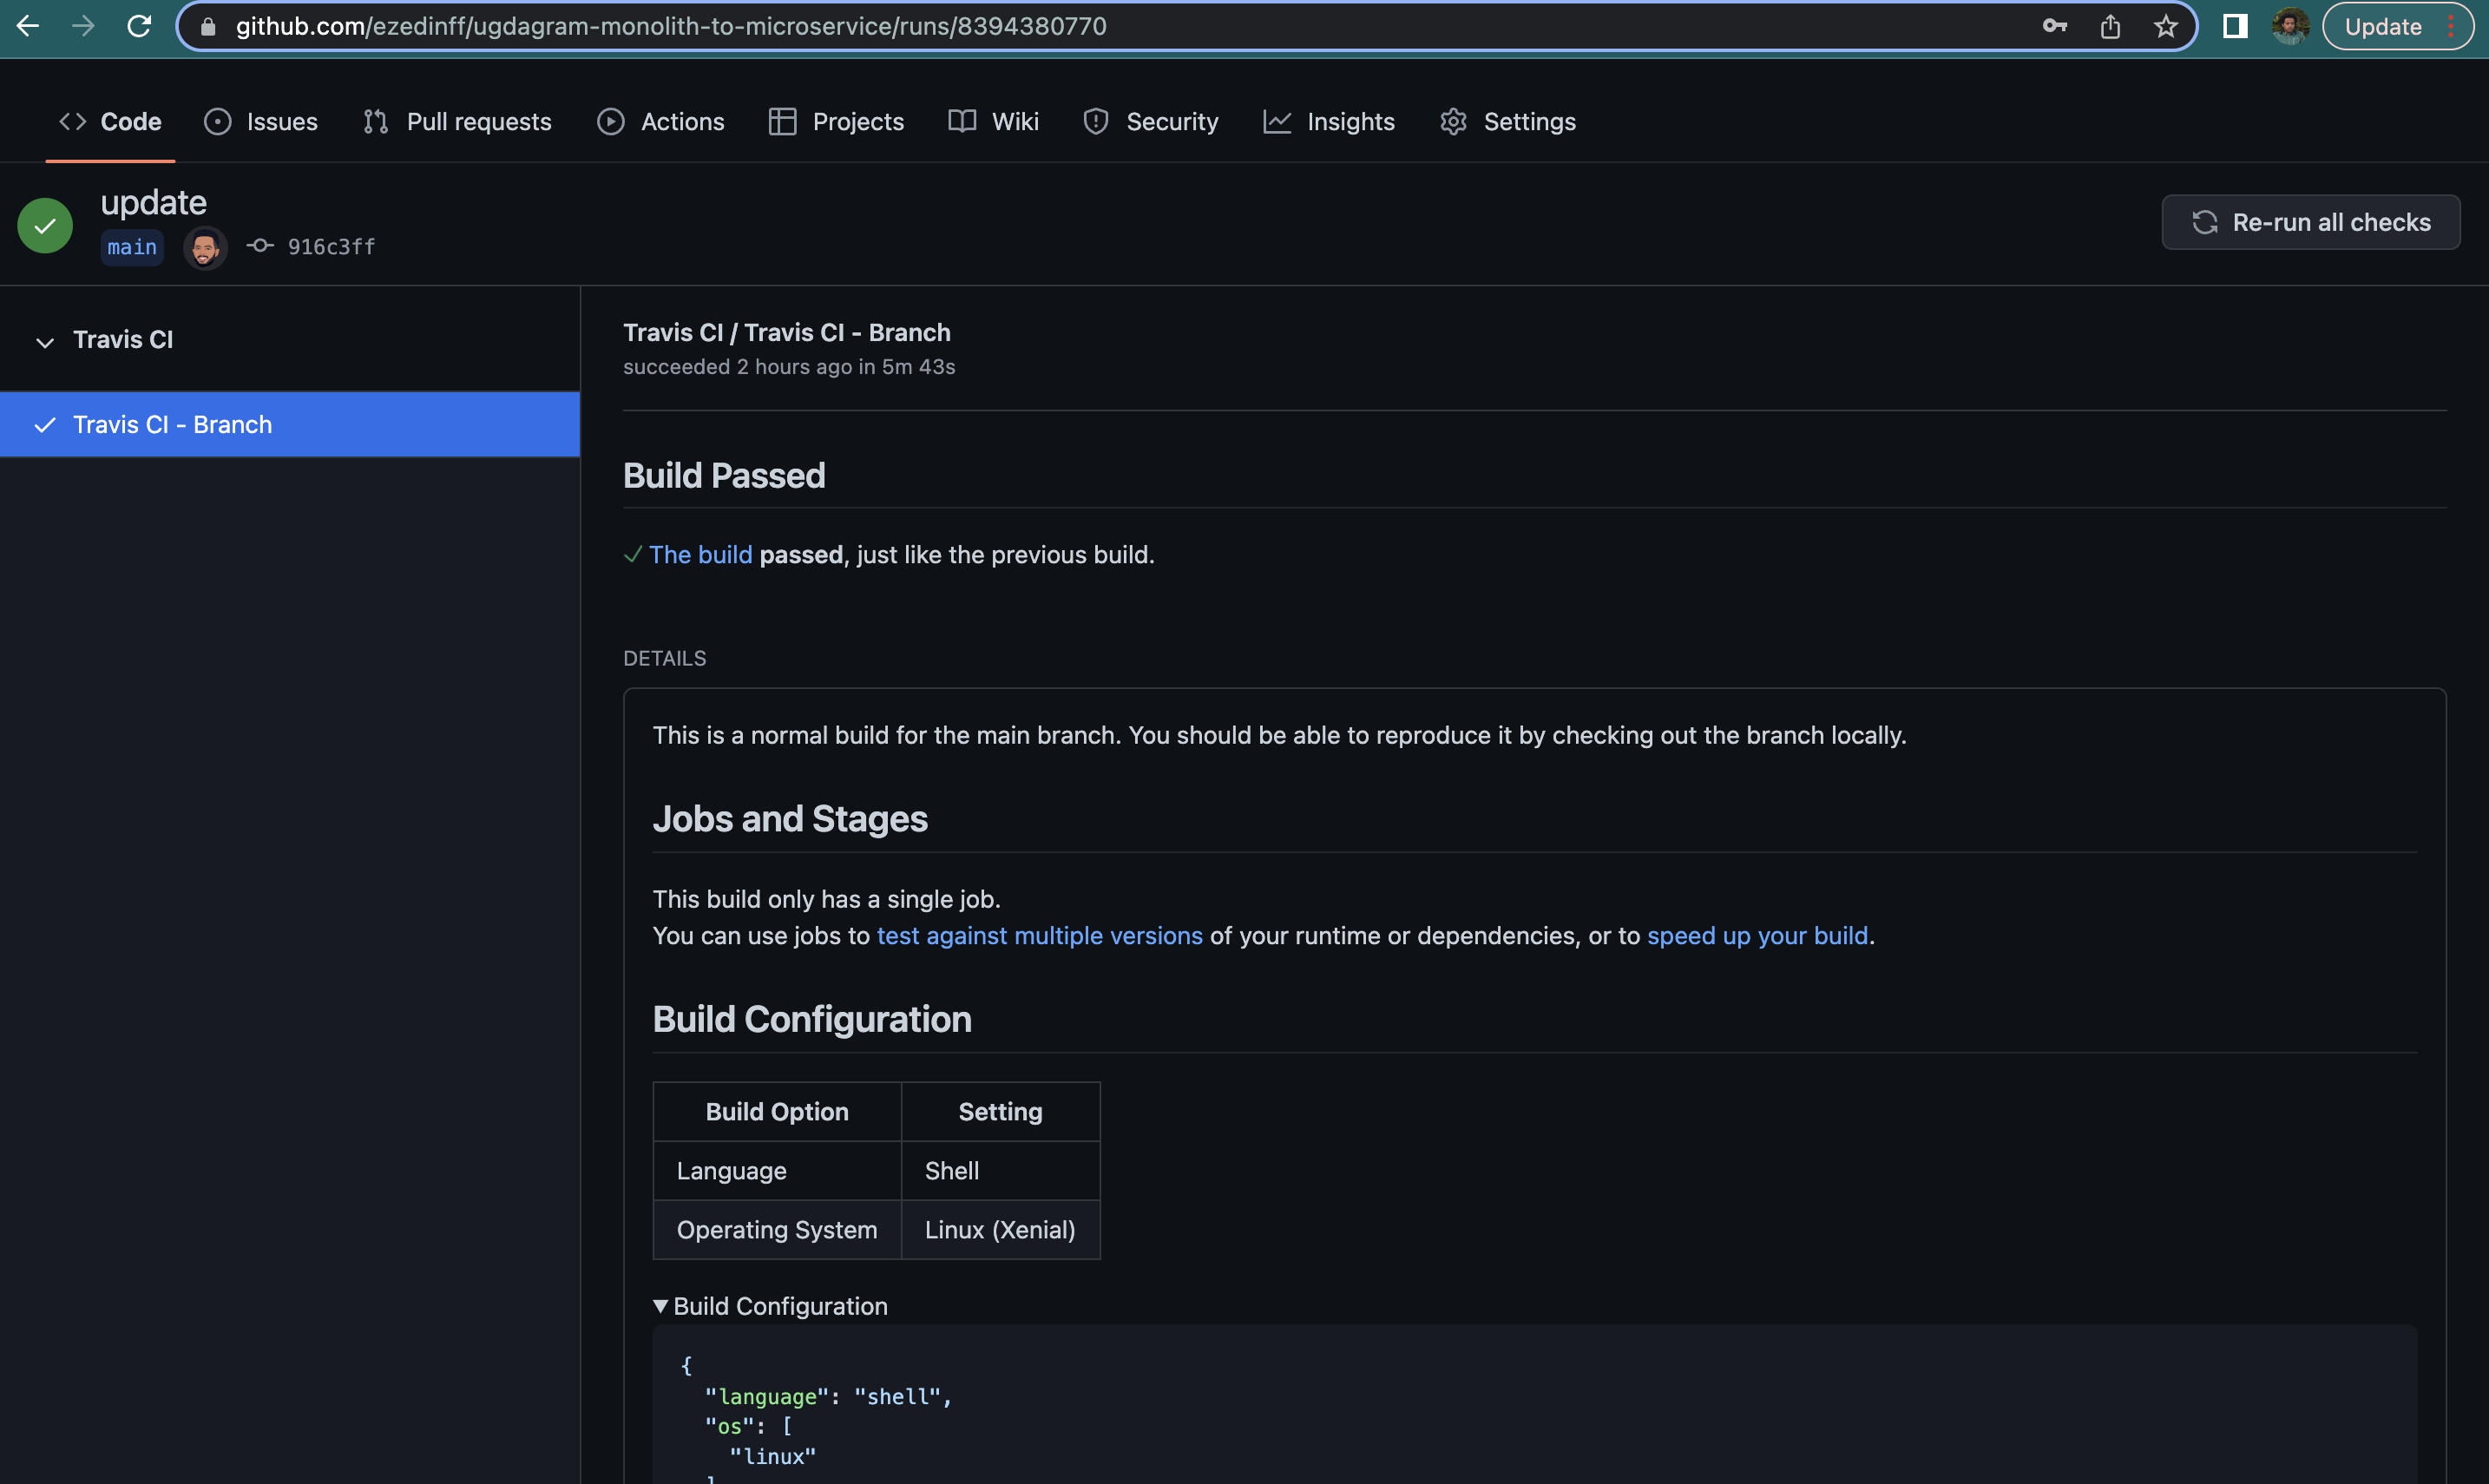 github.com/ezedinff/ugdagram-monolith-to-microservice/runs/8394380770
Update
Code Issues Pull requests Actions Projects Wiki Security Insights Settings
update
main 916c3ff
Re-run all checks
Travis CI
Travis CI - Branch
Travis CI / Travis CI - Branch
succeeded 2 hours ago in 5m 43s
Build Passed
The build passed, just like the previous build.
DETAILS
This is a normal build for the main branch. You should be able to reproduce it by checking out the branch locally.
Jobs and Stages
This build only has a single job.
You can use jobs to test against multiple versions of your runtime or dependencies, or to speed up your build.
Build Configuration
Build Option Setting
Language Shell
Operating System Linux (Xenial)
Build Configuration
{
"language": "shell",
"os": [
"linux"